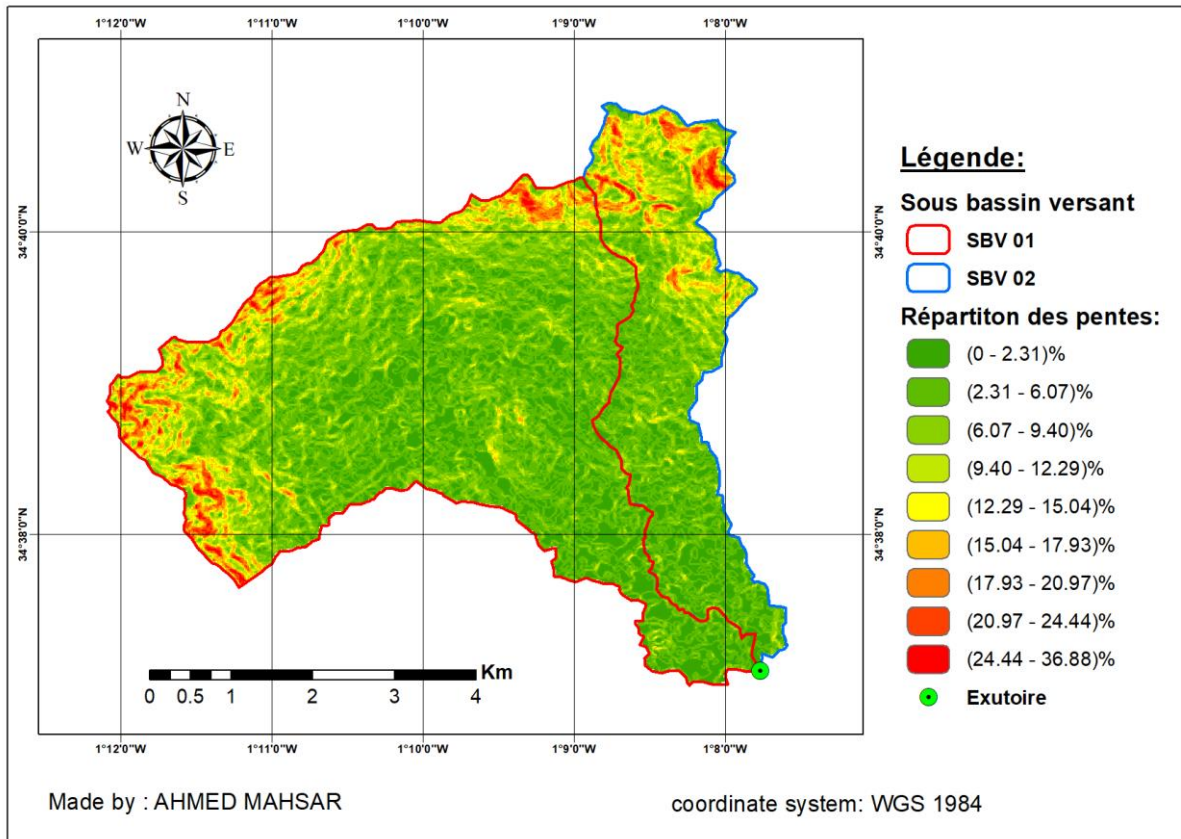 1°12'0"W 1°11'0"W 1°10'0"W 1°9'0"W 1°8'0"W
N
W E
S
34°40'0"N 34°40'0"N
34°38'0"N 34°38'0"N
Km
0 0.5 1 2 3 4
1°12'0"W 1°11'0"W 1°10'0"W 1°9'0"W 1°8'0"W
Légende:
Sous bassin versant
SBV 01
SBV 02
Répartiton des pentes:
(0 - 2.31)%
(2.31 - 6.07)%
(6.07 - 9.40)%
(9.40 - 12.29)%
(12.29 - 15.04)%
(15.04 - 17.93)%
(17.93 - 20.97)%
(20.97 - 24.44)%
(24.44 - 36.88)%
Exutoire
Made by : AHMED MAHSAR
coordinate system: WGS 1984